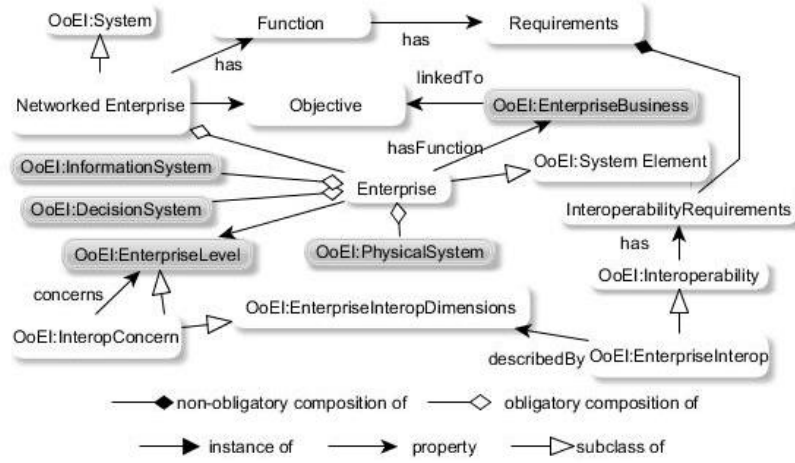 OoEI:System
Function
Requirements
has
has
linkedTo
Networked Enterprise
Objective
OoEI:EnterpriseBusiness
hasFunction
OoEI:InformationSystem
OoEI:System Element
Enterprise
OoEI:DecisionSystem
InteroperabilityRequirements
OoEI:EnterpriseLevel
OoEI:PhysicalSystem
has
OoEI:Interoperability
concerns
OoEI:EnterpriseInteropDimensions
OoEI:InteropConcern
describedBy
OoEI:EnterpriseInterop
non-obligatory composition of
obligatory composition of
instance of
property
subclass of